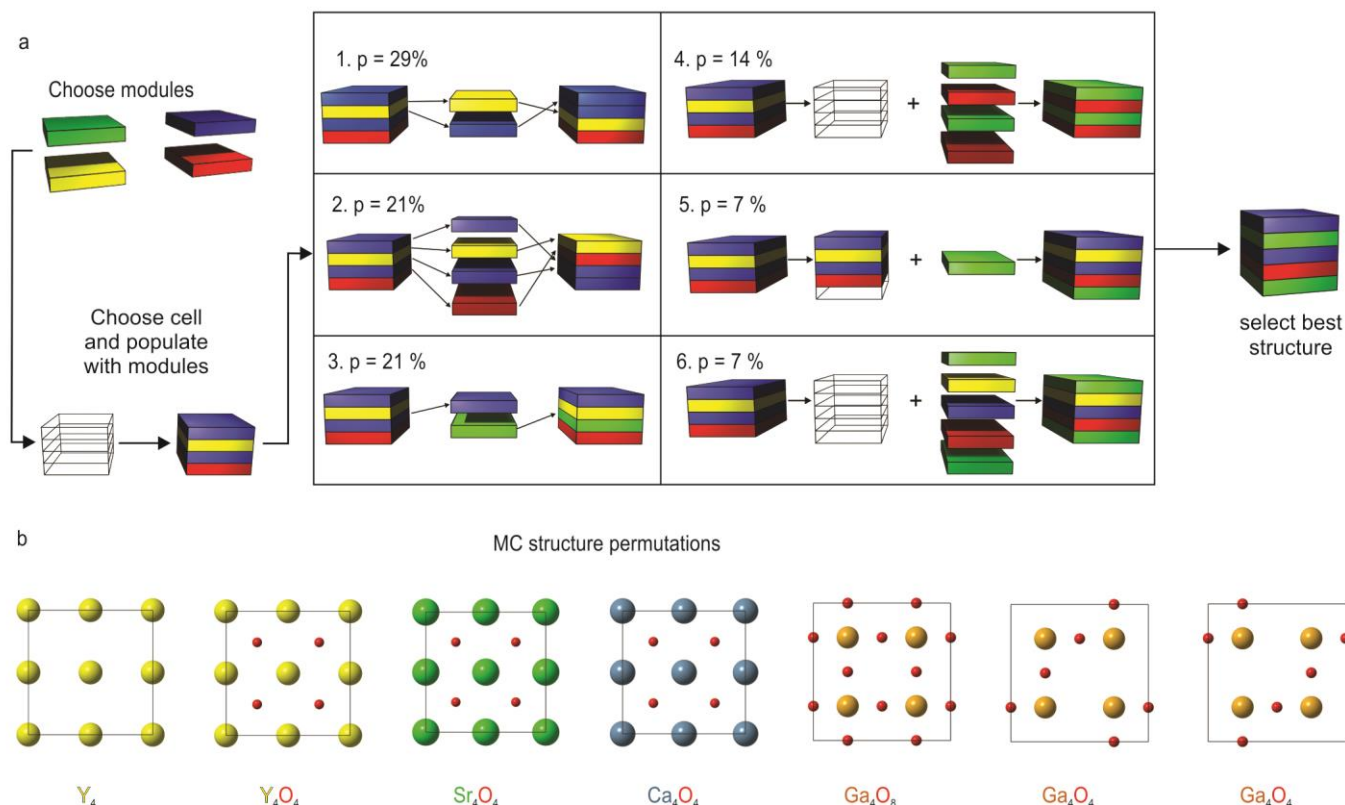 a
Choose modules
Choose cell
and populate
with modules
1. p = 29%
2. p = 21%
3. p = 21 %
4. p = 14 %
5. p = 7 %
6. p = 7 %
select best
structure
b
MC structure permutations
Y₄
Y₄O₄
Sr₄O₄
Ca₄O₄
Ga₄O₈
Ga₄O₄
Ga₄O₄